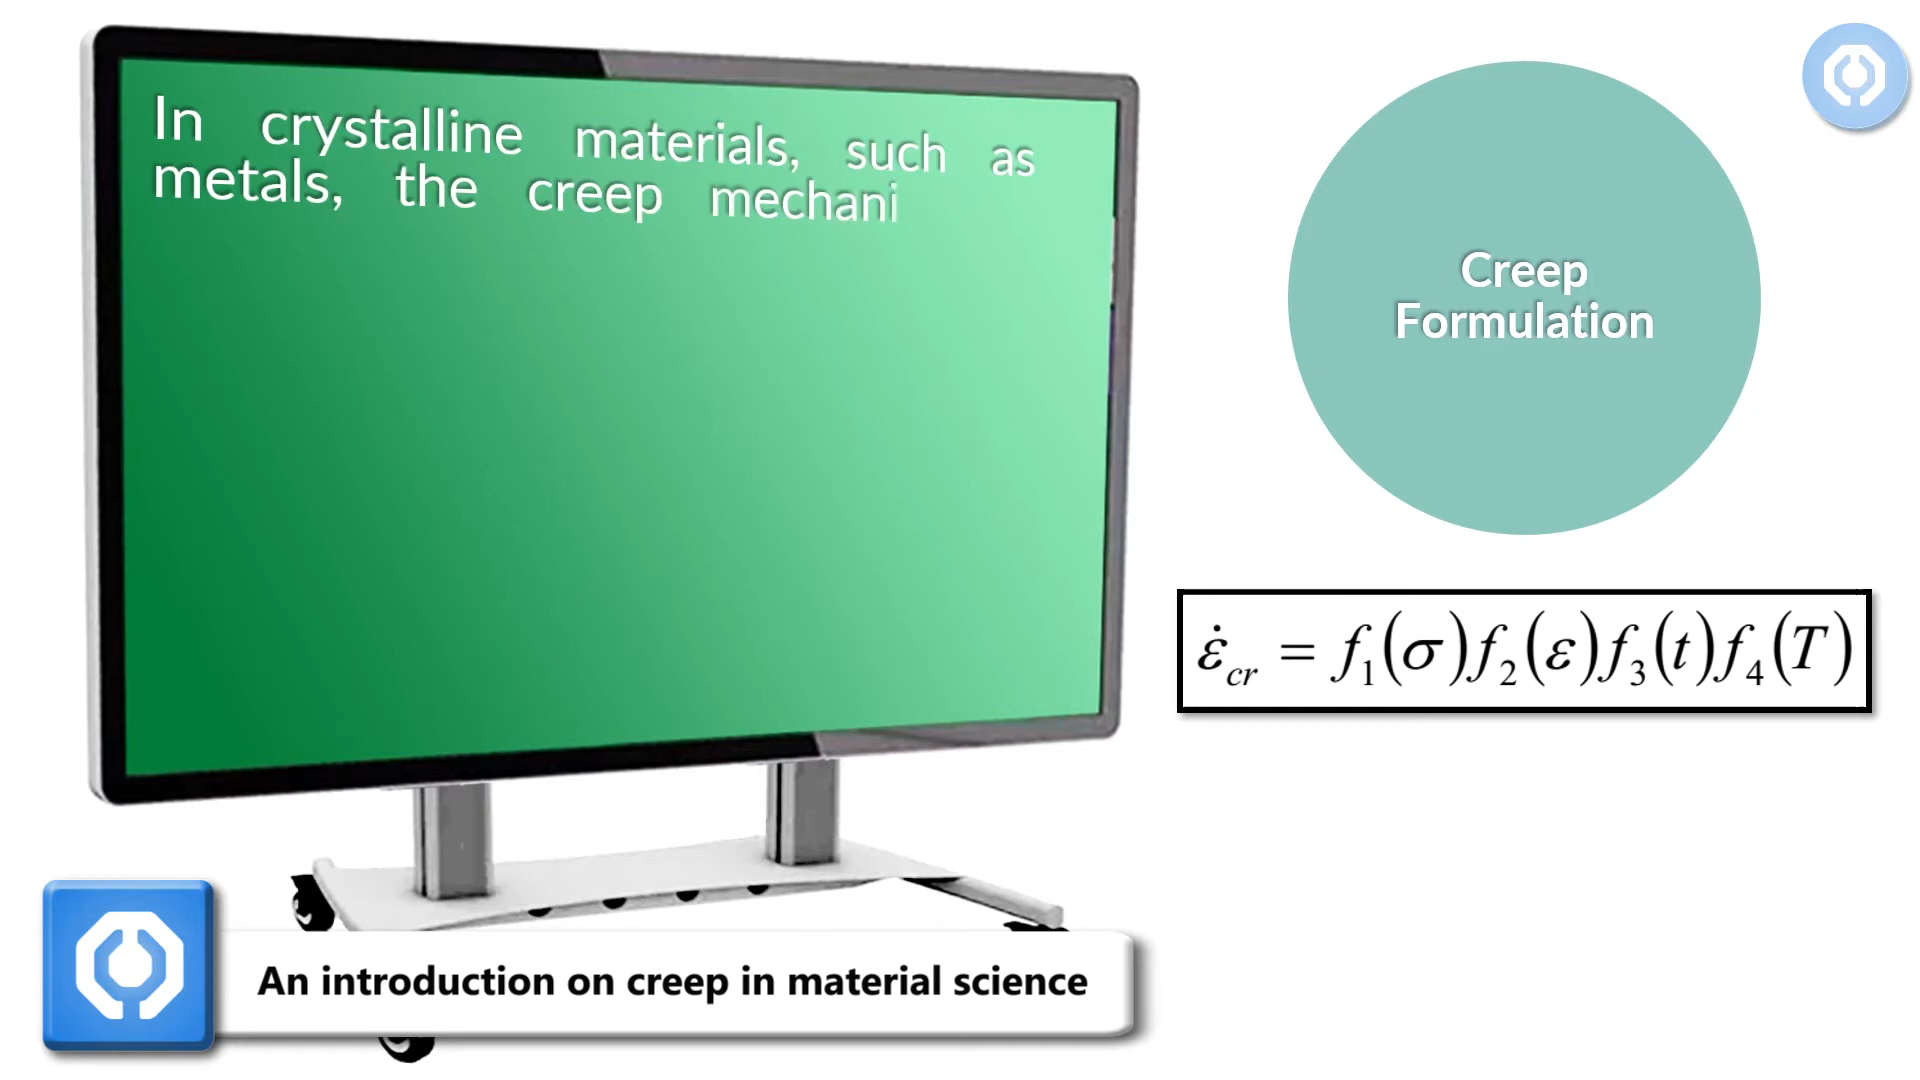 In crystalline materials, such as
metals, the creep mechani
Creep
Formulation
ε̇_cr = f₁(σ)f₂(ε)f₃(t)f₄(T)
An introduction on creep in material science